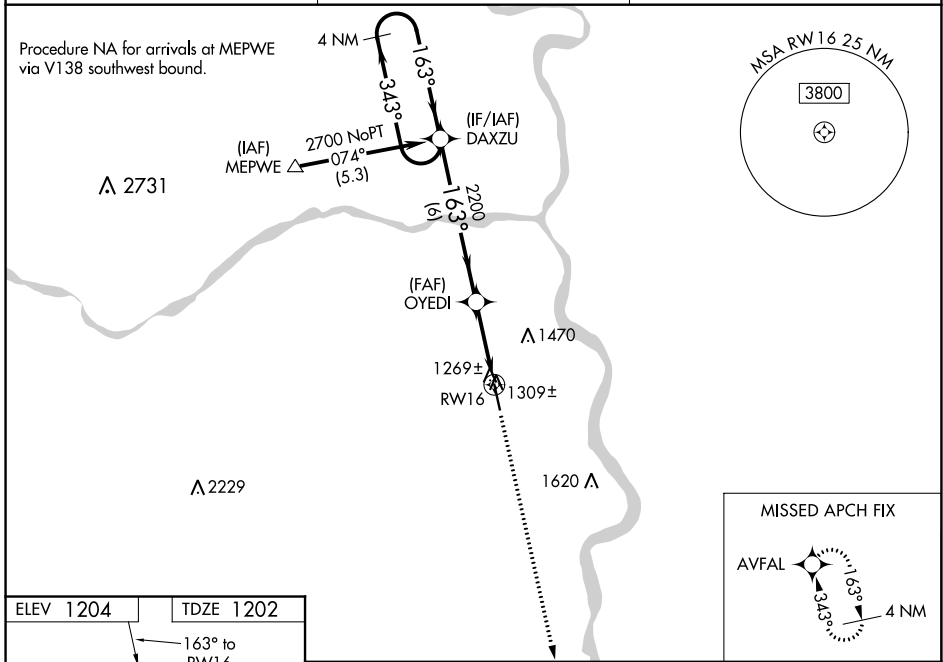 Procedure NA for arrivals at MEPWE
via V138 southwest bound.
4 NM
163°
343°
(IF/IAF)
DAXZU
(IAF)
MEPWE
2700 NoPT
074°
(5.3)
2731
2200
163°
(6)
(FAF)
OYEDI
1470
1269±
RW16
1309±
2229
1620
MSA RW16 25 NM
3800
MISSED APCH FIX
AVFAL
163°
343°
4 NM
ELEV 1204
TDZE 1202
163° to
RW16